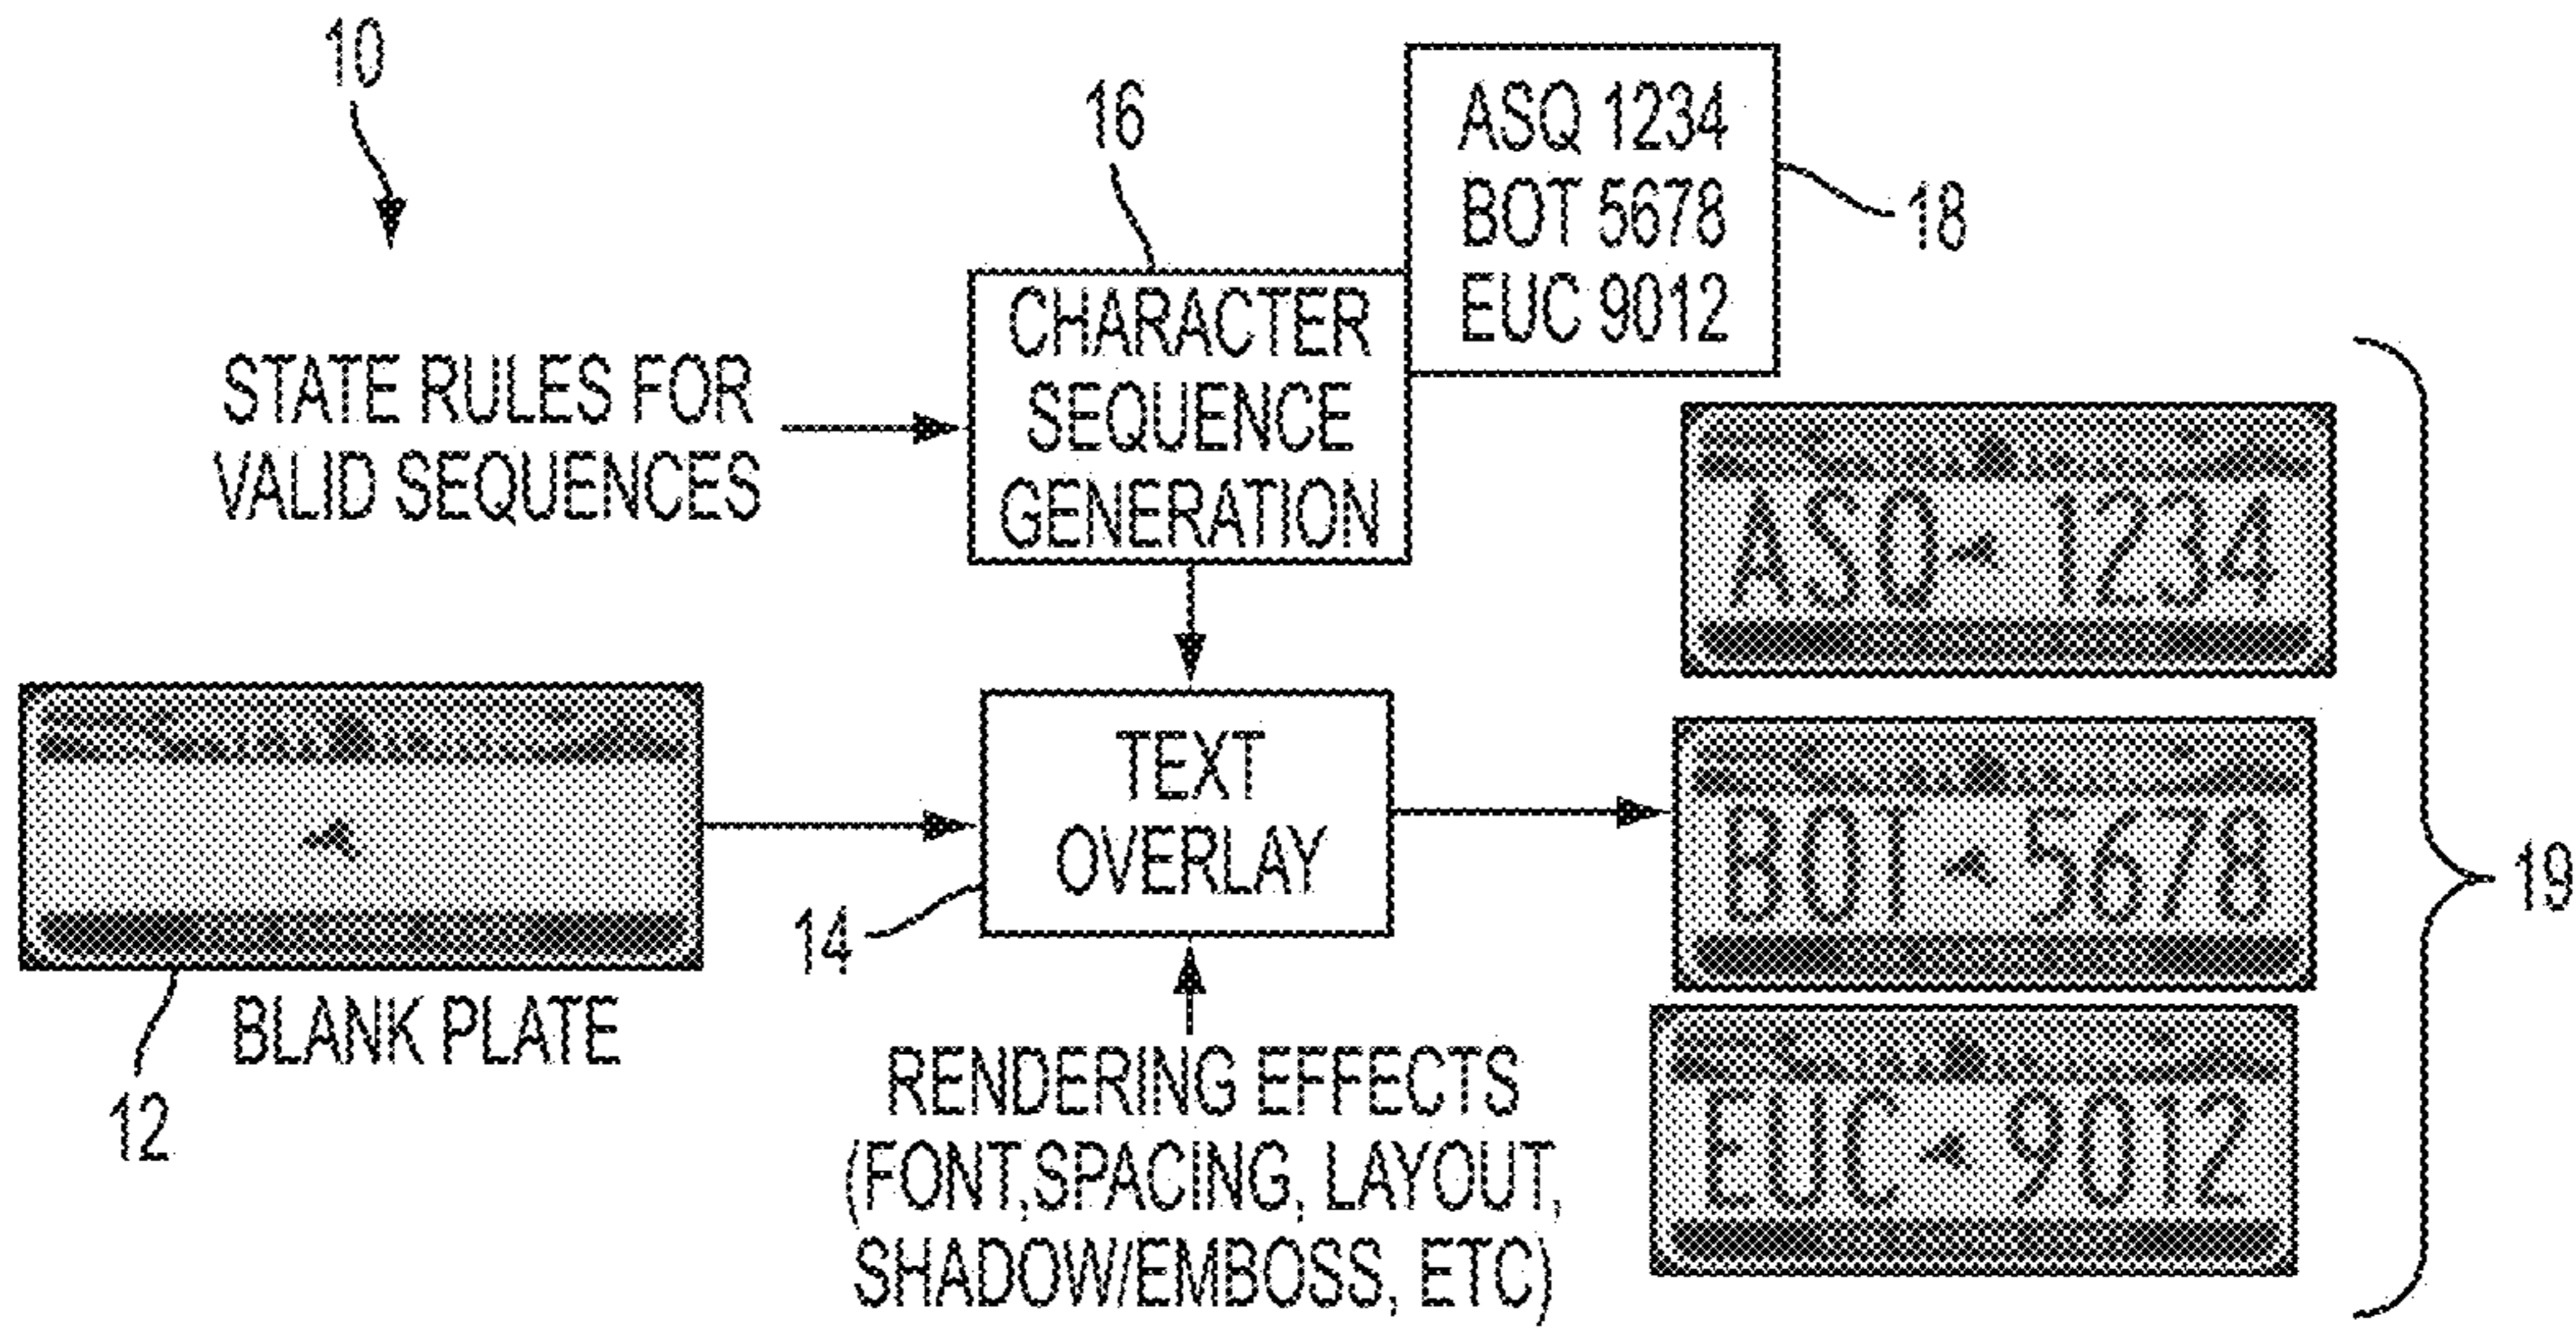 10
16
ASQ 1234
BOT 5678
EUC 9012
18
STATE RULES FOR
VALID SEQUENCES
CHARACTER
SEQUENCE
GENERATION
ASQ 1234
TEXT
OVERLAY
14
BOT 5678
19
BLANK PLATE
12
RENDERING EFFECTS
(FONT,SPACING, LAYOUT,
SHADOW/EMBOSS, ETC)
EUC 9012